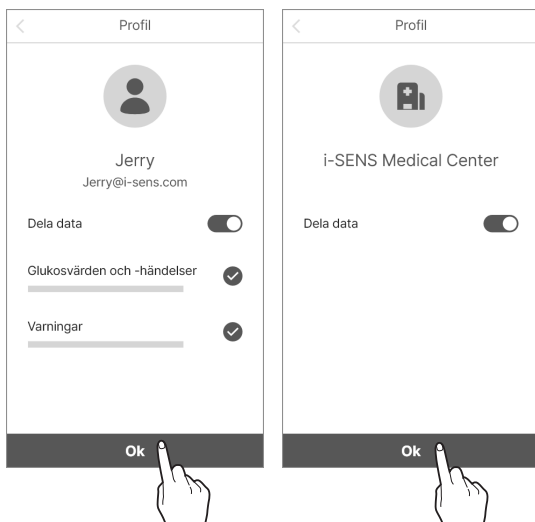 Profil
Jerry
Jerry@i-sens.com
Dela data
Glukosvärden och -händelser
Varningar
Ok
Profil
i-SENS Medical Center
Dela data
Ok